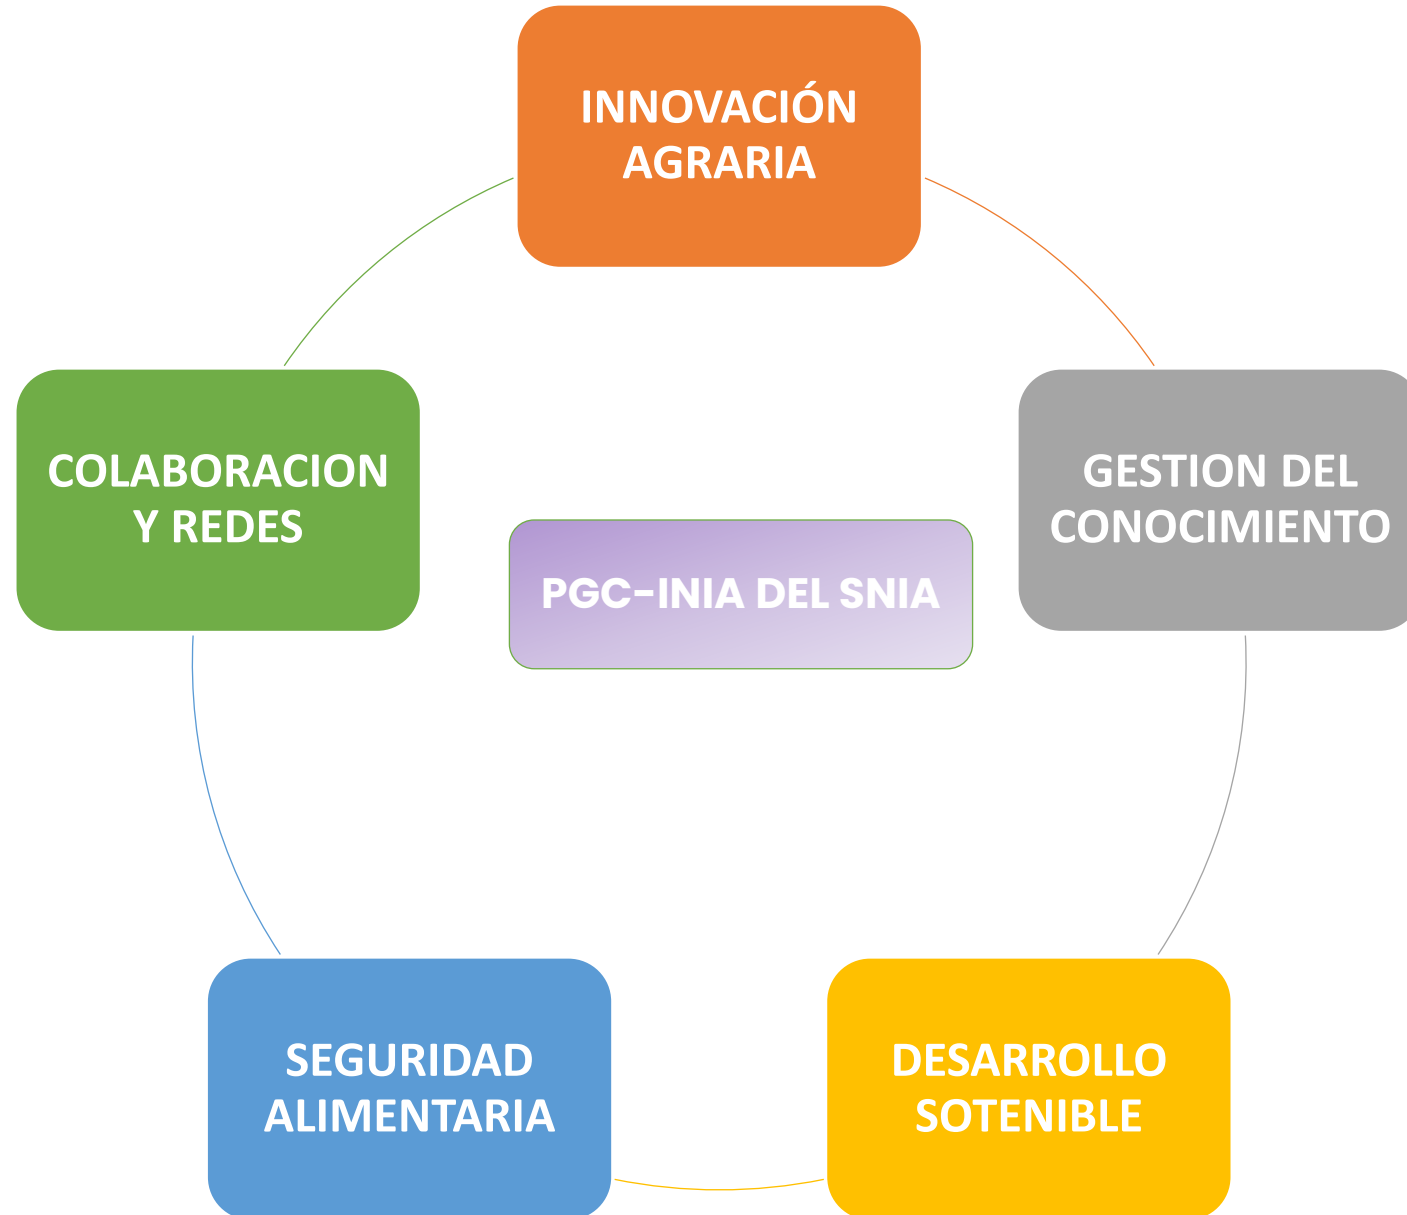 INNOVACIÓN
AGRARIA
COLABORACION
Y REDES
GESTION DEL
CONOCIMIENTO
PGC-INIA DEL SNIA
SEGURIDAD
ALIMENTARIA
DESARROLLO
SOTENIBLE